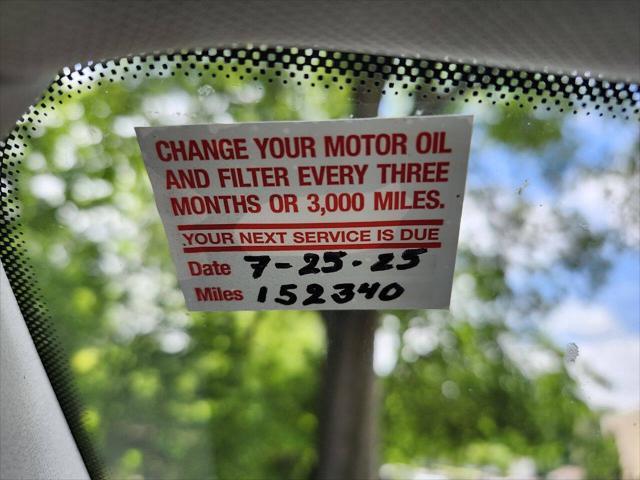 CHANGE YOUR MOTOR OIL
AND FILTER EVERY THREE
MONTHS OR 3,000 MILES.
YOUR NEXT SERVICE IS DUE
Date 7-25-25
Miles 152340